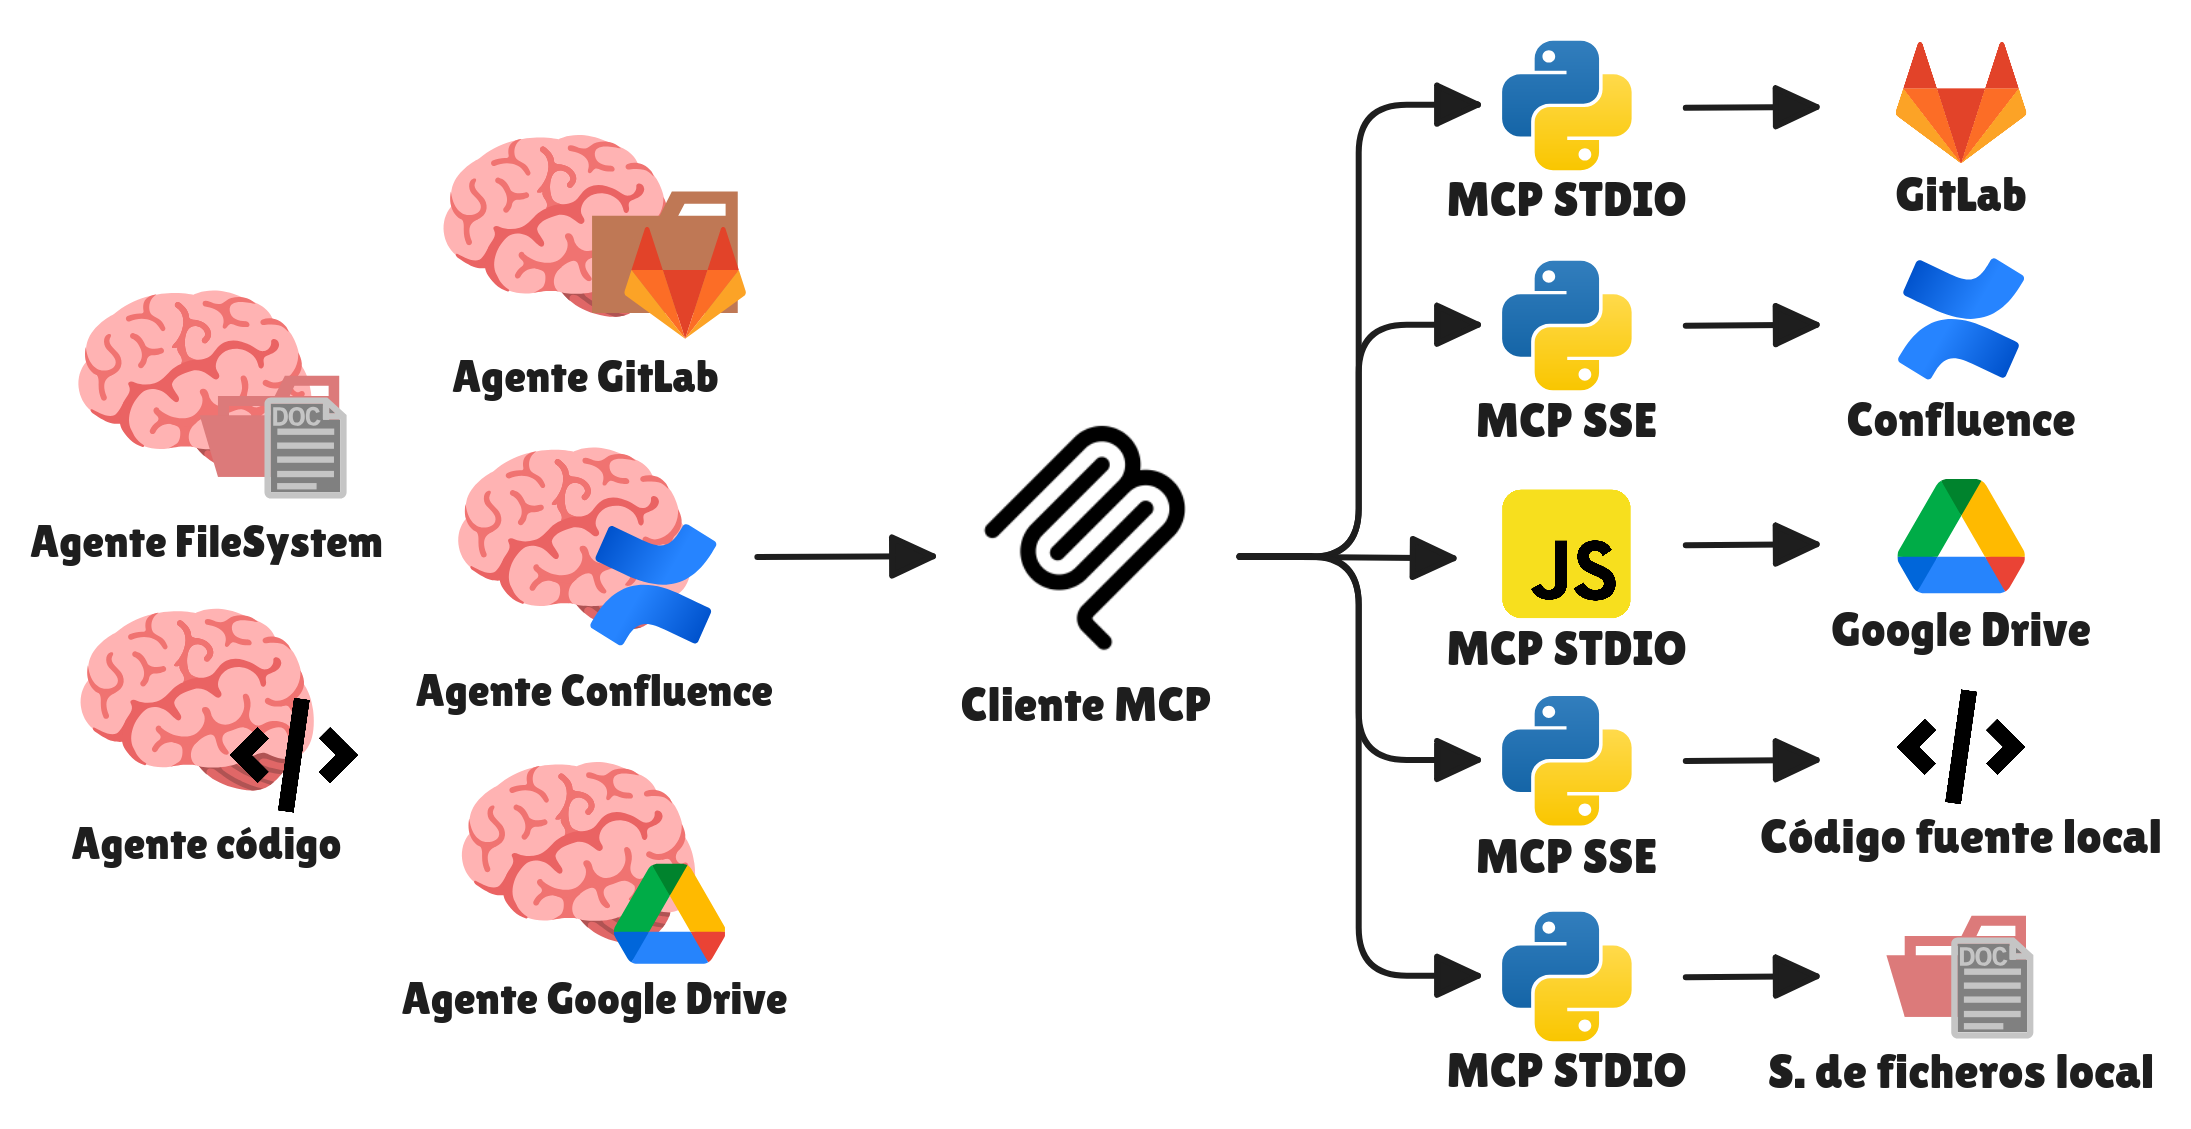 Agente GitLab
DOC
Agente FileSystem
Agente Confluence
Agente código
Agente Google Drive
Cliente MCP
MCP STDIO
GitLab
MCP SSE
Confluence
JS
MCP STDIO
Google Drive
MCP SSE
Código fuente local
DOC
MCP STDIO
S. de ficheros local